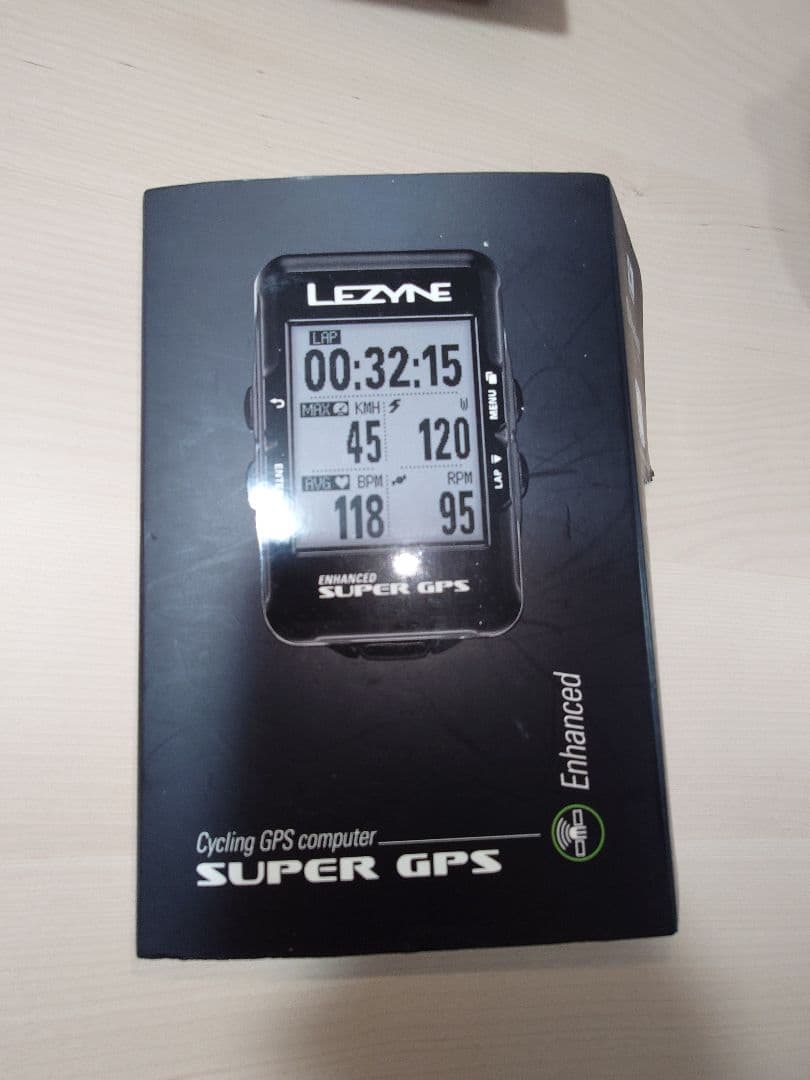 LEZYNE
LAP
00:32:15
MAX KMH W
45 120
AVG BPM RPM
118 95
MENU
LAP
ENHANCED
SUPER GPS
Enhanced
Cycling GPS computer
SUPER GPS